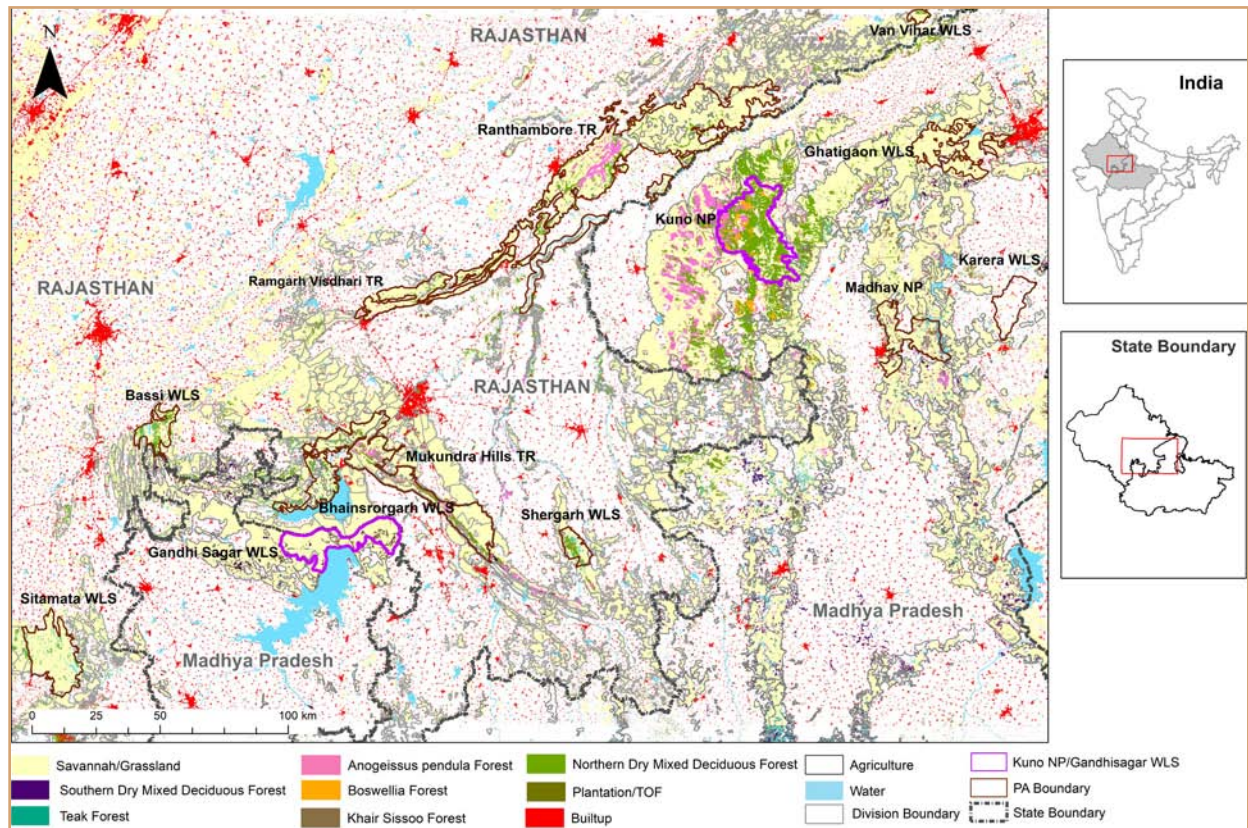 N
RAJASTHAN
Van Vihar WLS
Ranthambore TR
Ghatigaon WLS
Kuno NP
Karera WLS
Ramgarh Visdhari TR
Madhav NP
RAJASTHAN
RAJASTHAN
Bassi WLS
Mukundra Hills TR
Bhainsrorgarh WLS
Shergarh WLS
Gandhi Sagar WLS
Sitamata WLS
Madhya Pradesh
Madhya Pradesh
0 25 50 100 km
India
State Boundary
Savannah/Grassland
Southern Dry Mixed Deciduous Forest
Teak Forest
Anogeissus pendula Forest
Boswellia Forest
Khair Sissoo Forest
Northern Dry Mixed Deciduous Forest
Plantation/TOF
Builtup
Agriculture
Water
Division Boundary
Kuno NP/Gandhisagar WLS
PA Boundary
State Boundary